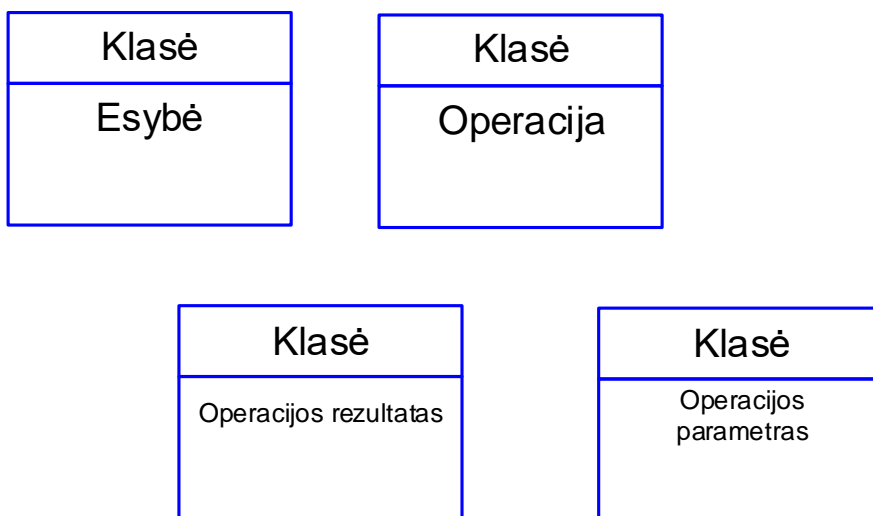 Klasė
Esybė
Klasė
Operacija
Klasė
Operacijos rezultatas
Klasė
Operacijos
parametras